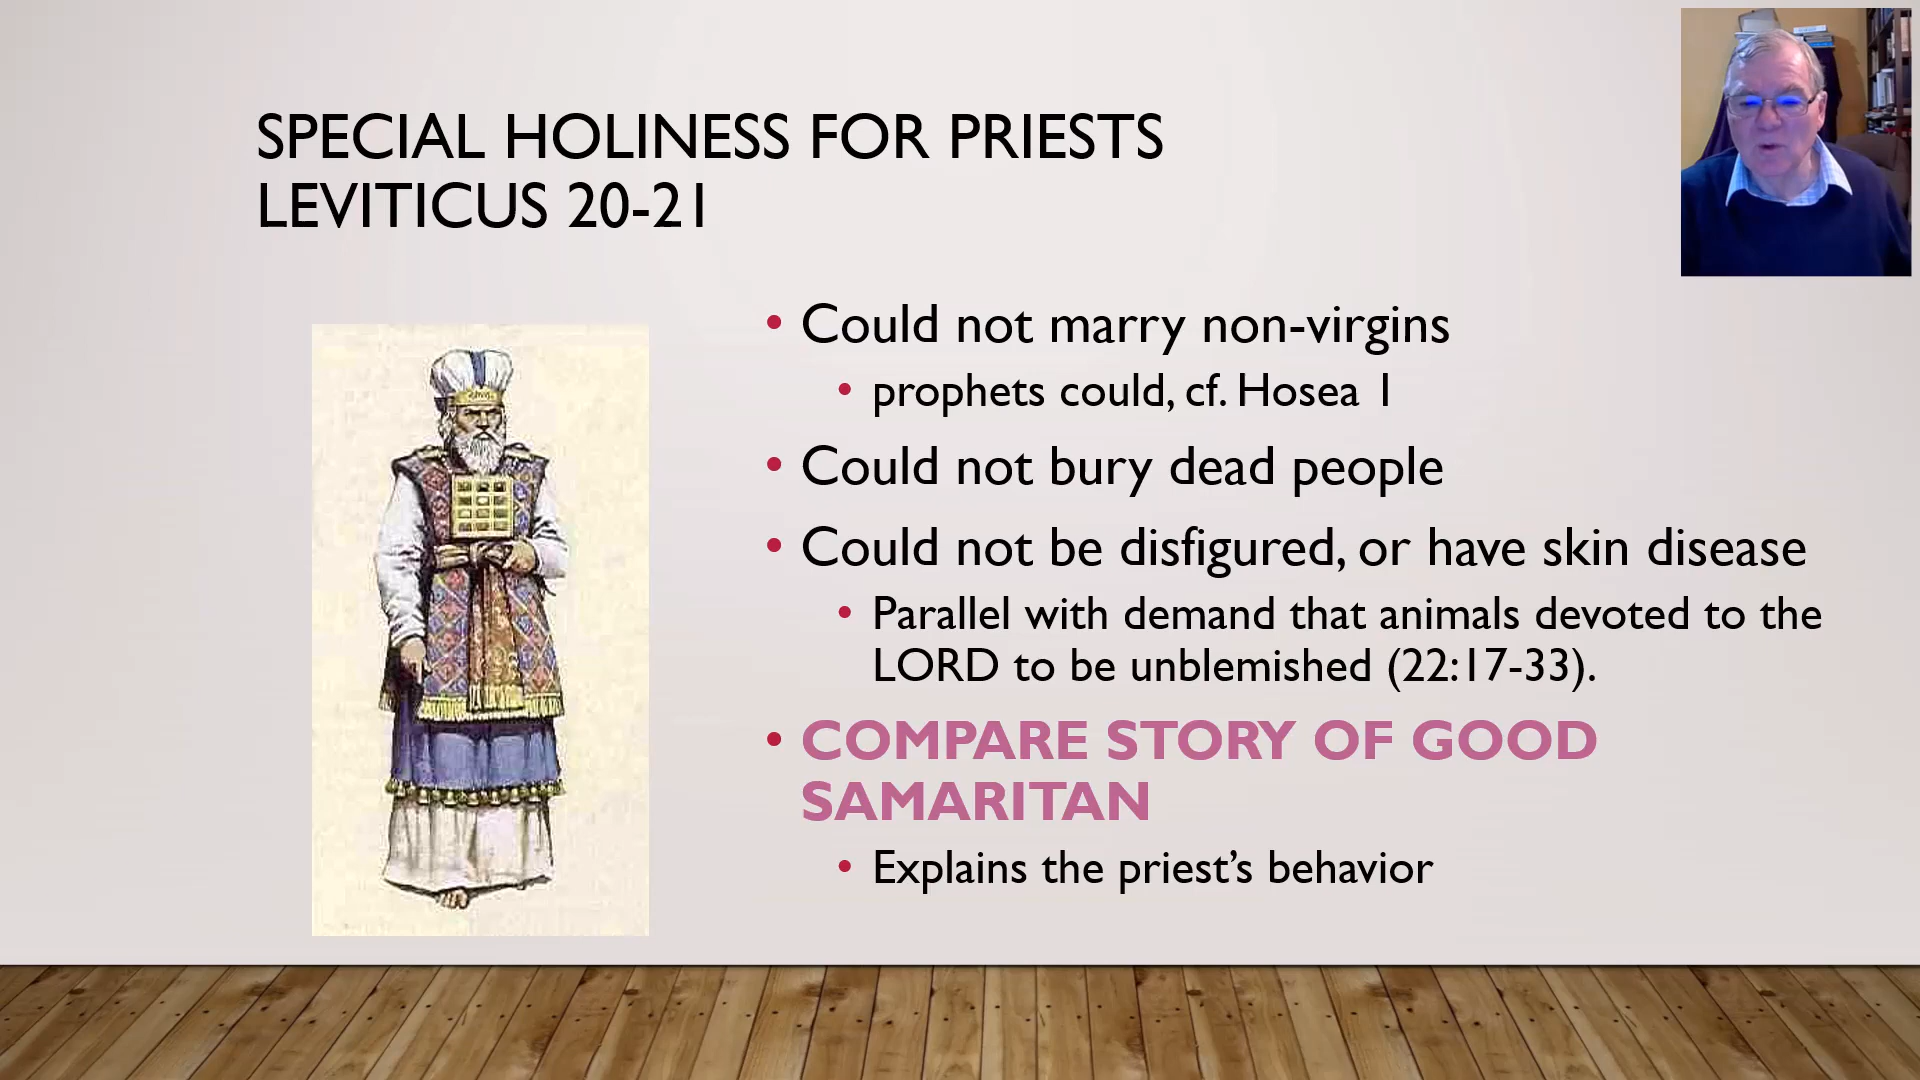 SPECIAL HOLINESS FOR PRIESTS
LEVITICUS 20-21
• Could not marry non-virgins
• prophets could, cf. Hosea 1
• Could not bury dead people
• Could not be disfigured, or have skin disease
• Parallel with demand that animals devoted to the
LORD to be unblemished (22:17-33).
• COMPARE STORY OF GOOD
SAMARITAN
• Explains the priest’s behavior